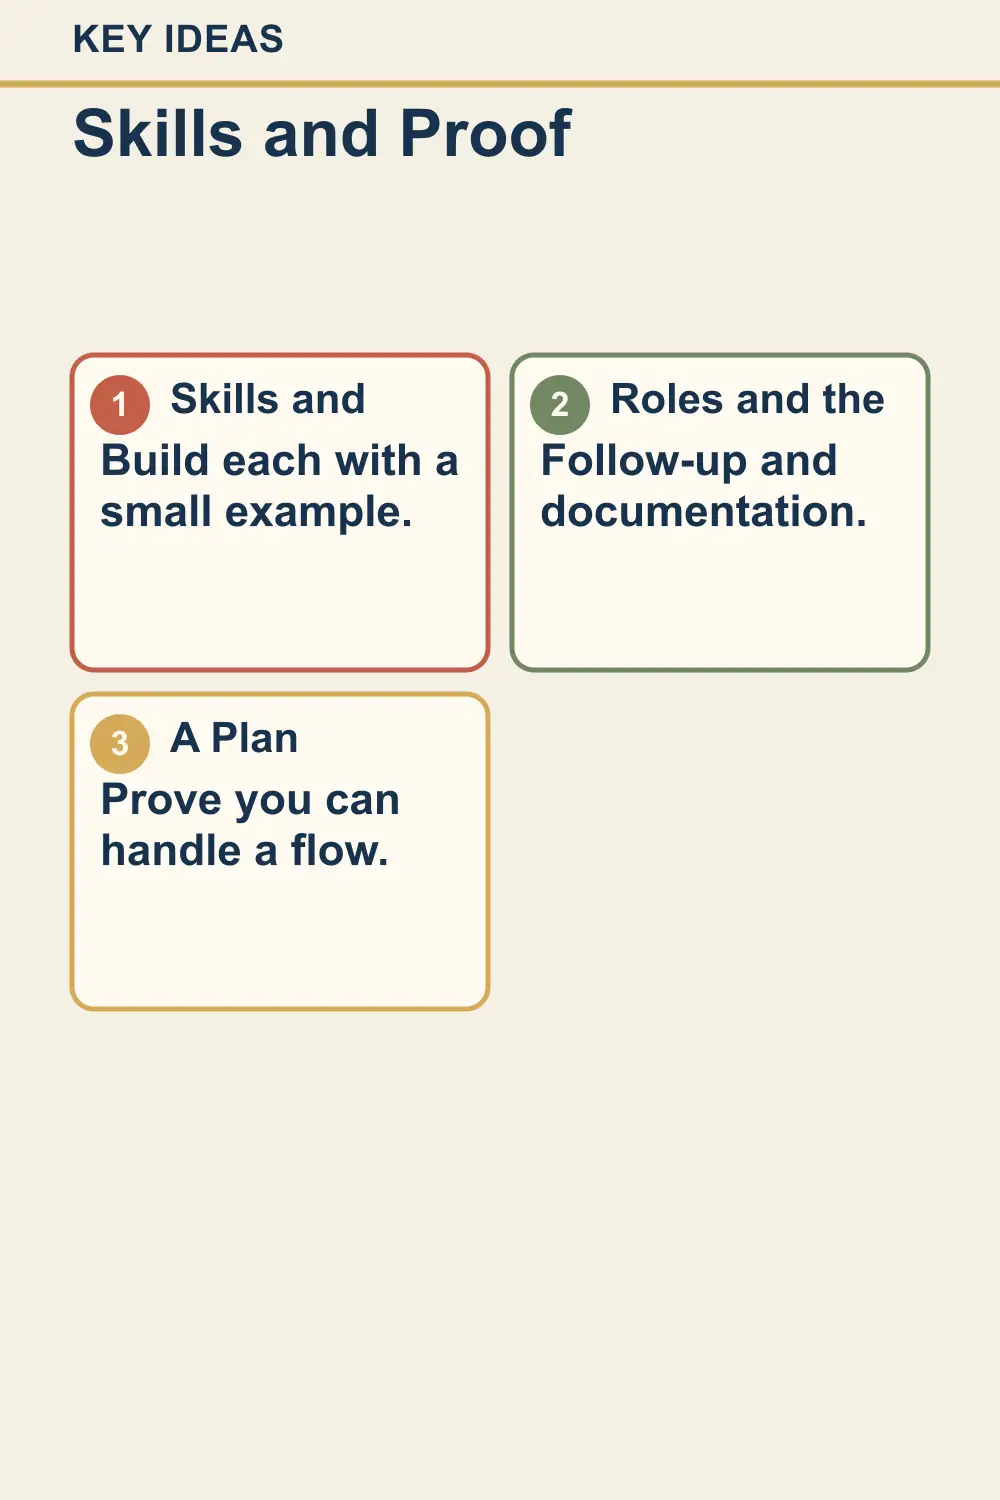 KEY IDEAS
Skills and Proof
1 Skills and
Build each with a
small example.
2 Roles and the
Follow-up and
documentation.
3 A Plan
Prove you can
handle a flow.